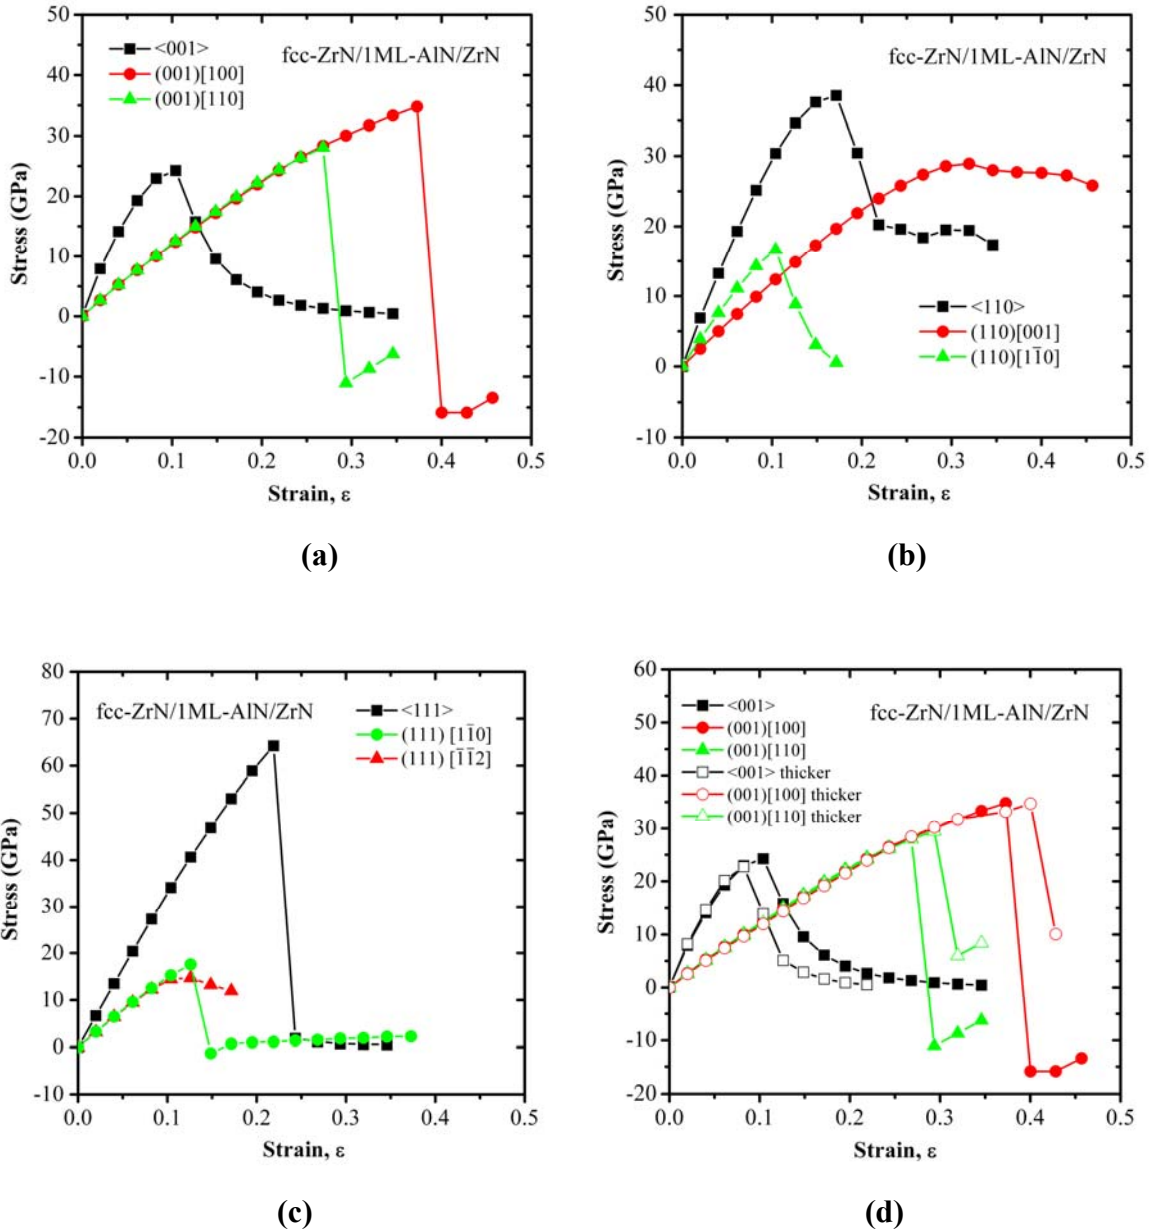 50
40
30
20
10
0
-10
-20
Stress (GPa)
<001>
(001)[100]
(001)[110]
fcc-ZrN/1ML-AlN/ZrN
0.0 0.1 0.2 0.3 0.4 0.5
Strain, ε
(a)
50
40
30
20
10
0
-10
Stress (GPa)
fcc-ZrN/1ML-AlN/ZrN
<110>
(110)[001]
(110)[11̄0]
0.0 0.1 0.2 0.3 0.4 0.5
Strain, ε
(b)
80
70
60
50
40
30
20
10
0
-10
Stress (GPa)
fcc-ZrN/1ML-AlN/ZrN
<111>
(111) [11̄0]
(111) [1̄1̄2]
0.0 0.1 0.2 0.3 0.4 0.5
Strain, ε
(c)
60
50
40
30
20
10
0
-10
-20
Stress (GPa)
<001>
(001)[100]
(001)[110]
<001> thicker
(001)[100] thicker
(001)[110] thicker
fcc-ZrN/1ML-AlN/ZrN
0.0 0.1 0.2 0.3 0.4 0.5
Strain, ε
(d)